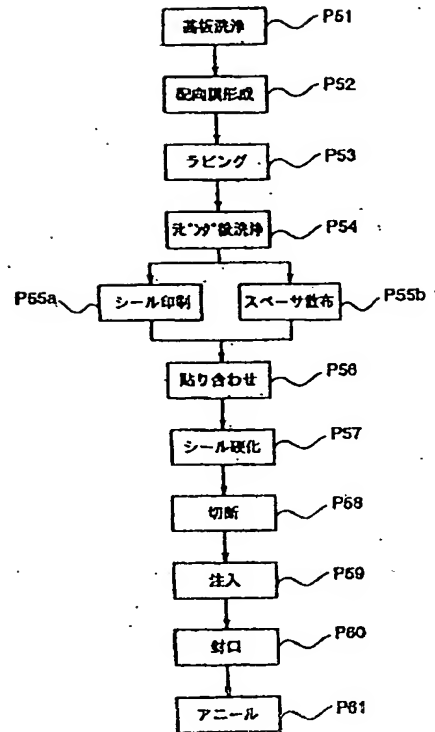 基板洗浄 P51
配向膜形成 P52
ラビング P53
ラビング後洗浄 P54
P55a シール印刷 スペーサ散布 P55b
貼り合わせ P56
シール硬化 P57
切断 P58
注入 P59
封口 P60
アニール P61